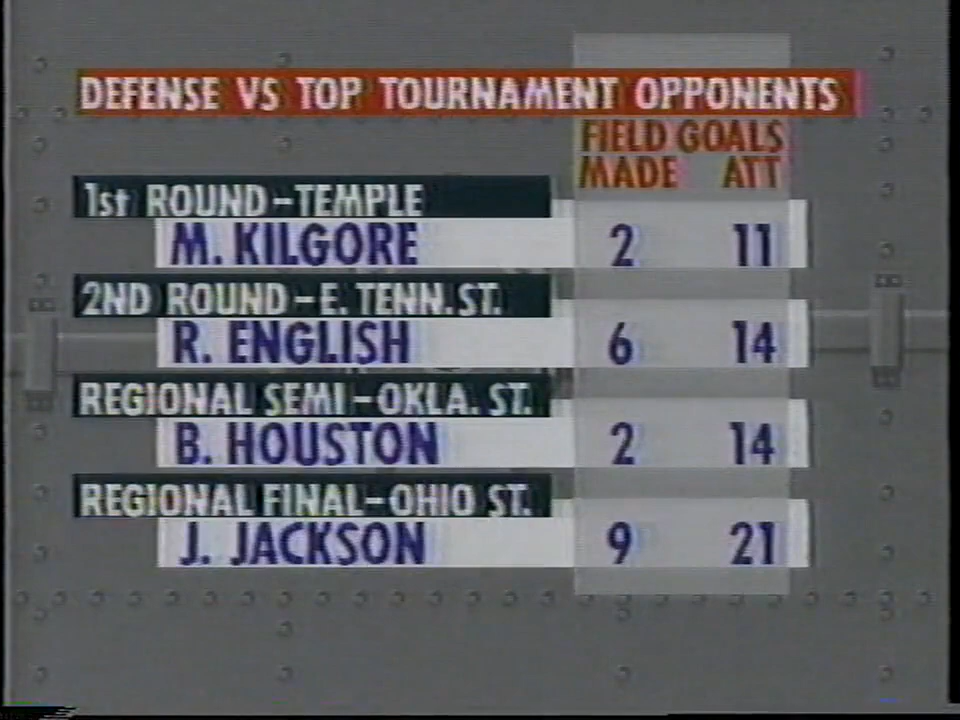 DEFENSE VS TOP TOURNAMENT OPPONENTS
FIELD GOALS
MADE ATT
1st ROUND-TEMPLE
M. KILGORE 2 11
2ND ROUND-E. TENN. ST.
R. ENGLISH 6 14
REGIONAL SEMI-OKLA. ST.
B. HOUSTON 2 14
REGIONAL FINAL-OHIO ST.
J. JACKSON 9 21